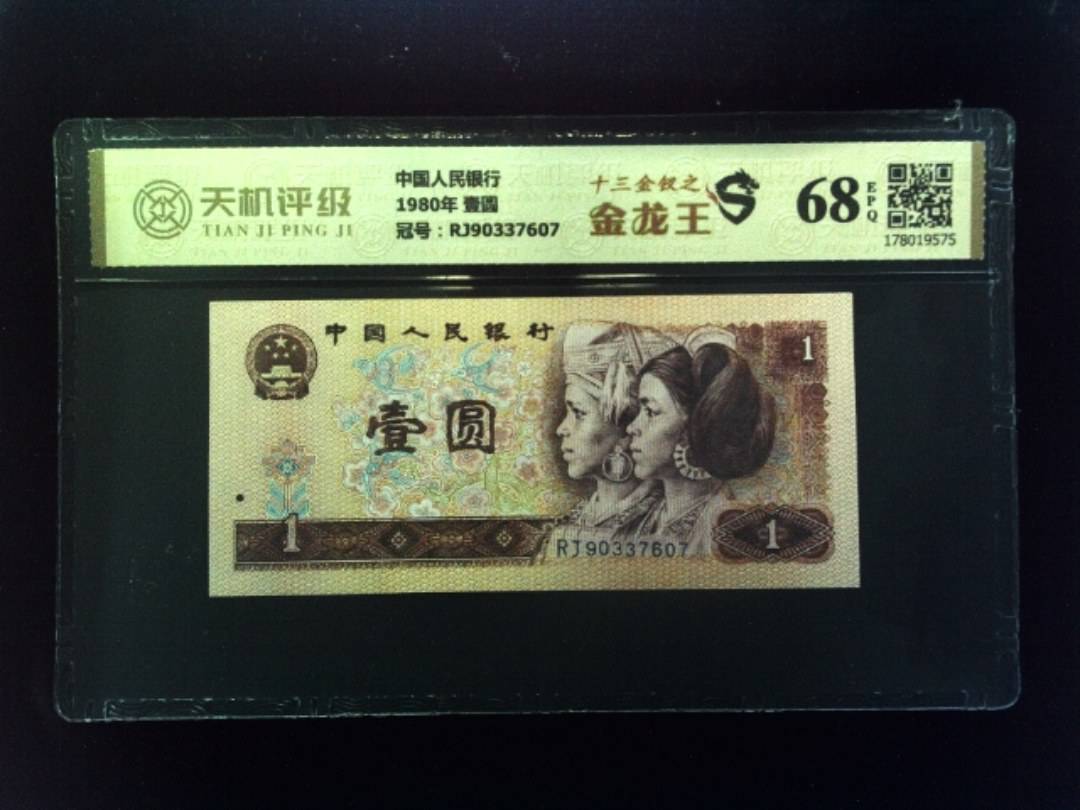 天机评级
TIAN JI PING JI
中国人民银行
1980年 壹圆
冠号：RJ90337607
十三金钗之
金龙王
S
68
EPQ
178019575
中国人民银行
1
壹圆
1
RJ90337607
1